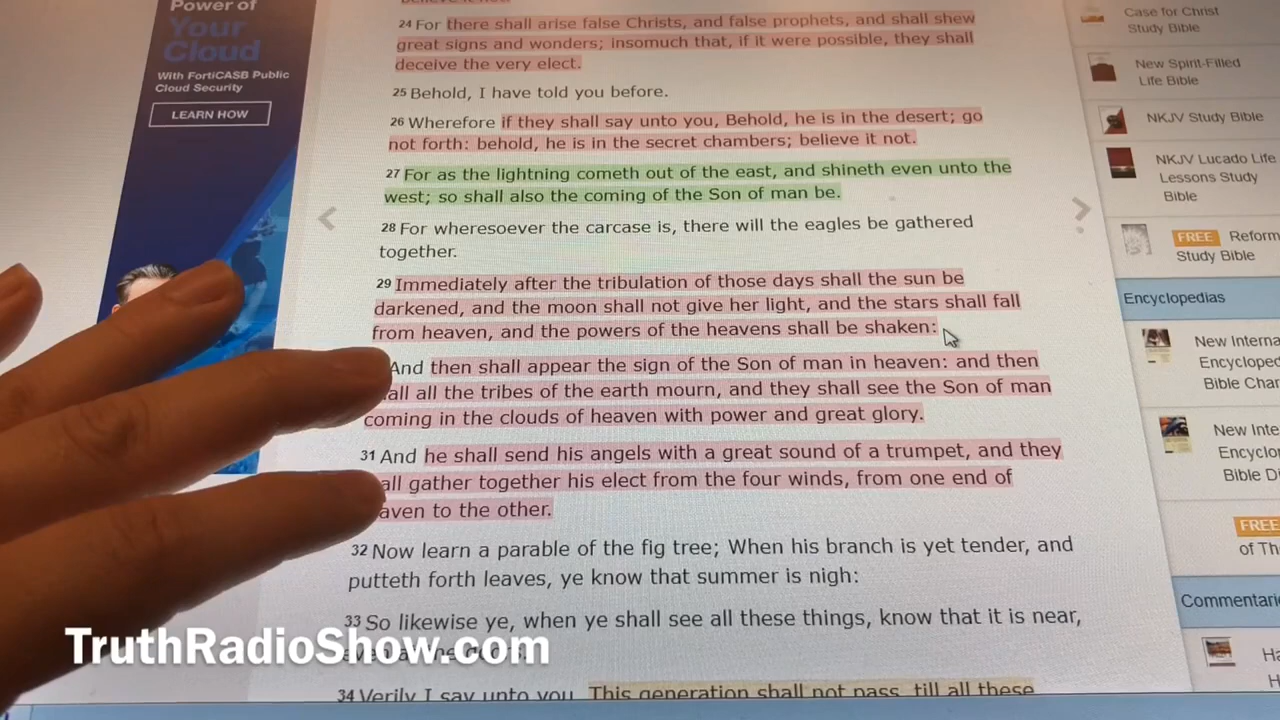 Power of
Your
Cloud
With FortiCASB Public
Cloud Security
LEARN HOW
24 For there shall arise false Christs, and false prophets, and shall shew
great signs and wonders; insomuch that, if it were possible, they shall
deceive the very elect.
25 Behold, I have told you before.
26 Wherefore if they shall say unto you, Behold, he is in the desert; go
not forth: behold, he is in the secret chambers; believe it not.
27 For as the lightning cometh out of the east, and shineth even unto the
west; so shall also the coming of the Son of man be.
28 For wheresoever the carcase is, there will the eagles be gathered
together.
29 Immediately after the tribulation of those days shall the sun be
darkened, and the moon shall not give her light, and the stars shall fall
from heaven, and the powers of the heavens shall be shaken:
And then shall appear the sign of the Son of man in heaven: and then
all the tribes of the earth mourn, and they shall see the Son of man
coming in the clouds of heaven with power and great glory.
31 And he shall send his angels with a great sound of a trumpet, and they
gather together his elect from the four winds, from one end of
to the other.
32 Now learn a parable of the fig tree; When his branch is yet tender, and
putteth forth leaves, ye know that summer is nigh:
33 So likewise ye, when ye shall see all these things, know that it is near,
34 Verily I say unto you, This generation shall not pass, till all these
TruthRadioShow.com
Case for Christ
Study Bible
New Spirit-Filled
Life Bible
NKJV Study Bible
NKJV Lucado Life
Lessons Study
Bible
FREE Reform
Study Bible
Encyclopedias
New Interna
Encycloped
Bible Char
New Inte
Encyclo
Bible D
FREE
of Th
Commentarie